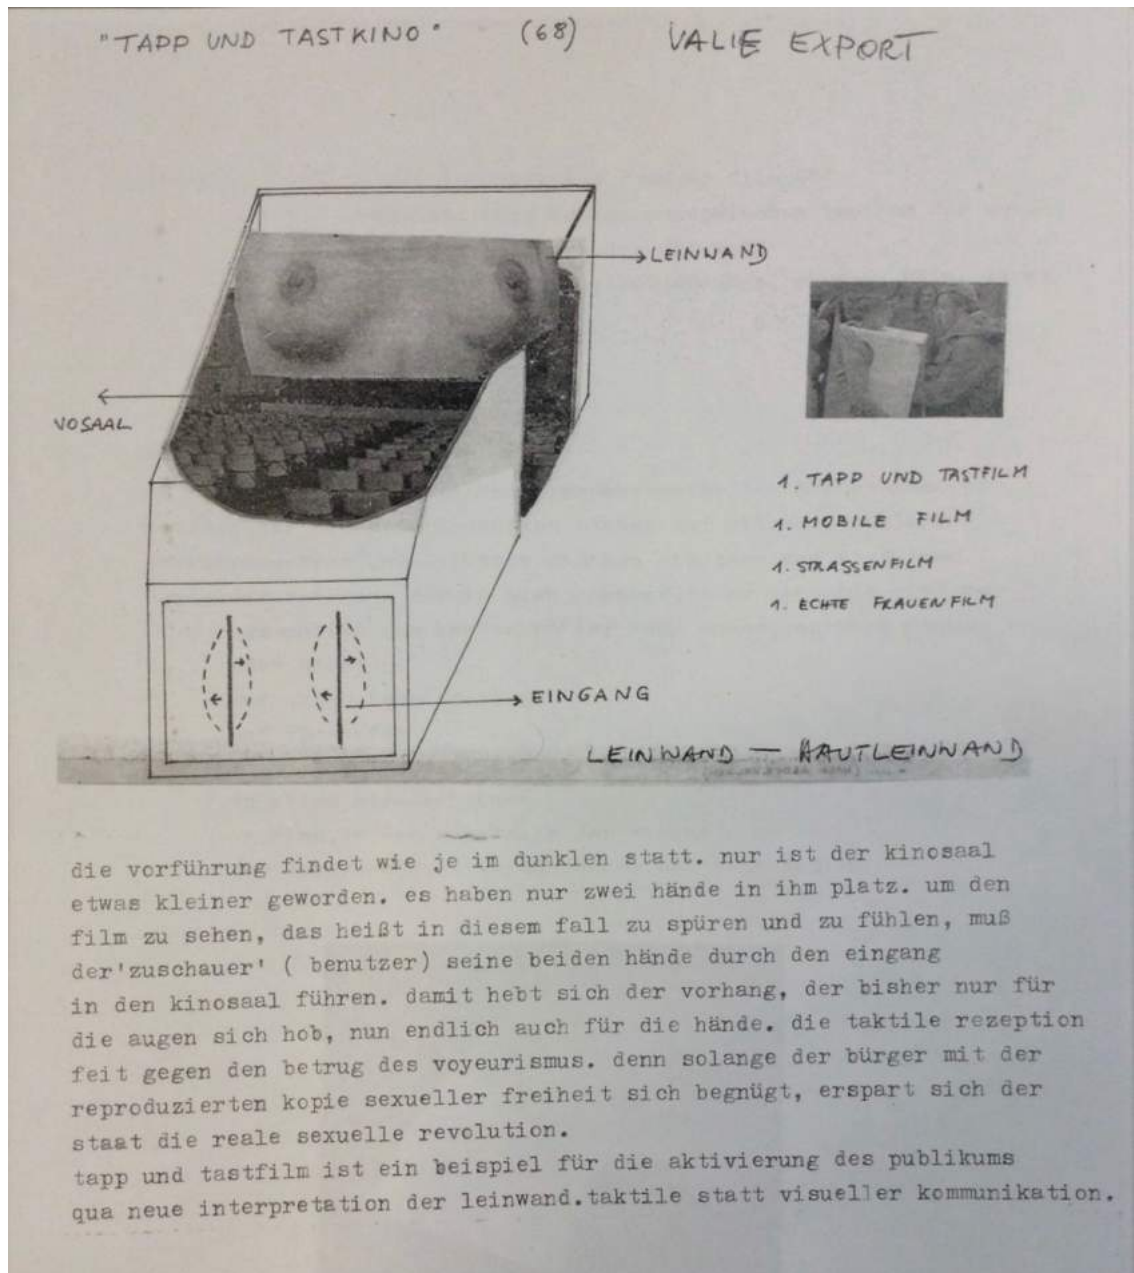 "TAPP UND TASTKINO" (68) VALIE EXPORT
LEINWAND
VOSAAL
1. TAPP UND TASTFILM
1. MOBILE FILM
1. STRASSENFILM
1. ECHTE FRAUENFILM
EINGANG
LEINWAND — HAUTLEINWAND
die vorführung findet wie je im dunklen statt. nur ist der kinosaal
etwas kleiner geworden. es haben nur zwei hände in ihm platz. um den
film zu sehen, das heißt in diesem fall zu spüren und zu fühlen, muß
der'zuschauer' ( benutzer) seine beiden hände durch den eingang
in den kinosaal führen. damit hebt sich der vorhang, der bisher nur für
die augen sich hob, nun endlich auch für die hände. die taktile rezeption
feit gegen den betrug des voyeurismus. denn solange der bürger mit der
reproduzierten kopie sexueller freiheit sich begnügt, erspart sich der
staat die reale sexuelle revolution.
tapp und tastfilm ist ein beispiel für die aktivierung des publikums
qua neue interpretation der leinwand.taktile statt visueller kommunikation.